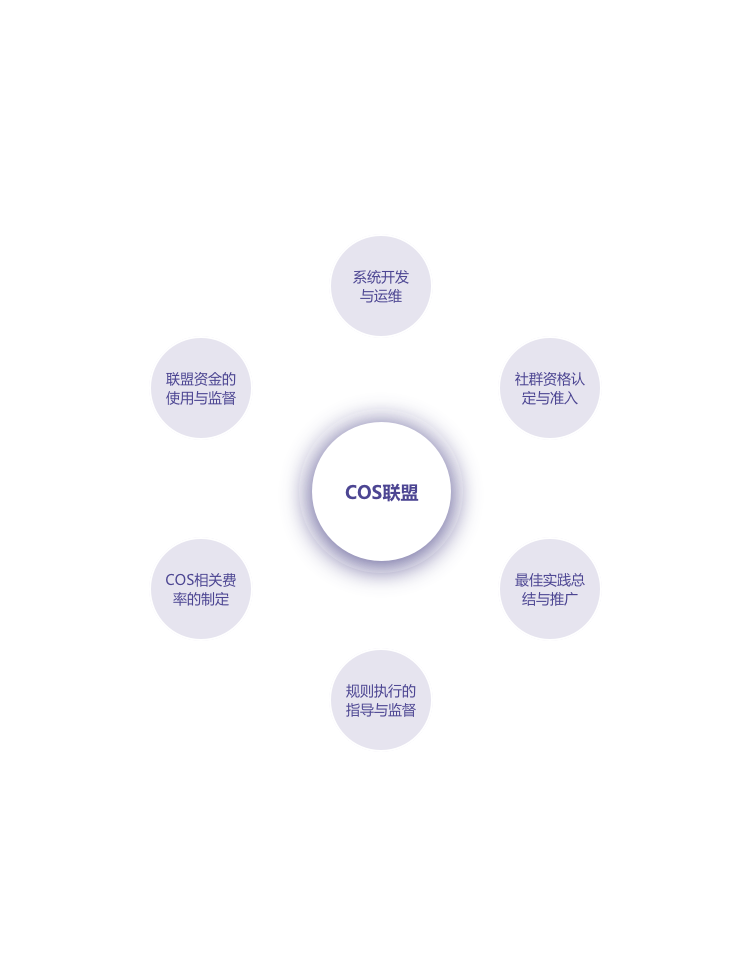 系统开发
与运维
联盟资金的
使用与监督
社群资格认
定与准入
COS联盟
COS相关费
率的制定
最佳实践总
结与推广
规则执行的
指导与监督